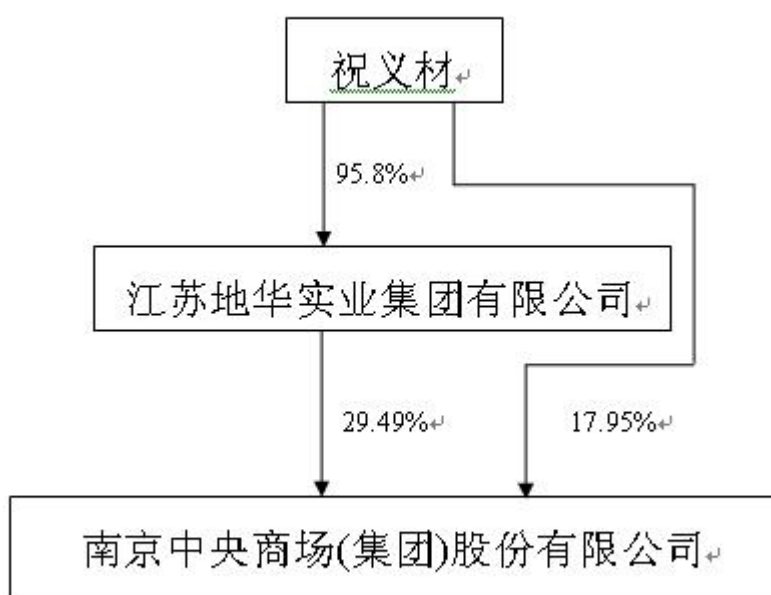 祝义材
95.8%
江苏地华实业集团有限公司
29.49%
17.95%
南京中央商场(集团)股份有限公司